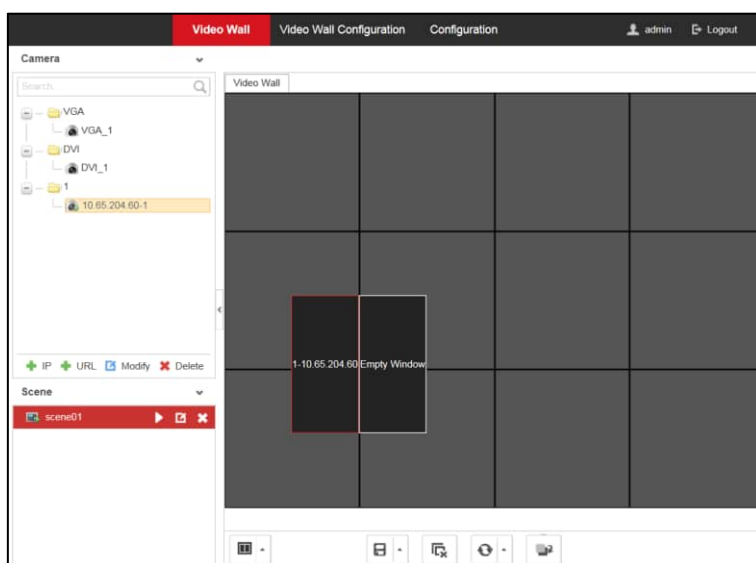 Video Wall Video Wall Configuration Configuration admin Logout
Camera
Search.
Video Wall
VGA
VGA_1
DVI
DVI_1
1
10.65.204.60-1
1-10.65.204.60 Empty Window
IP URL Modify Delete
Scene
scene01
2